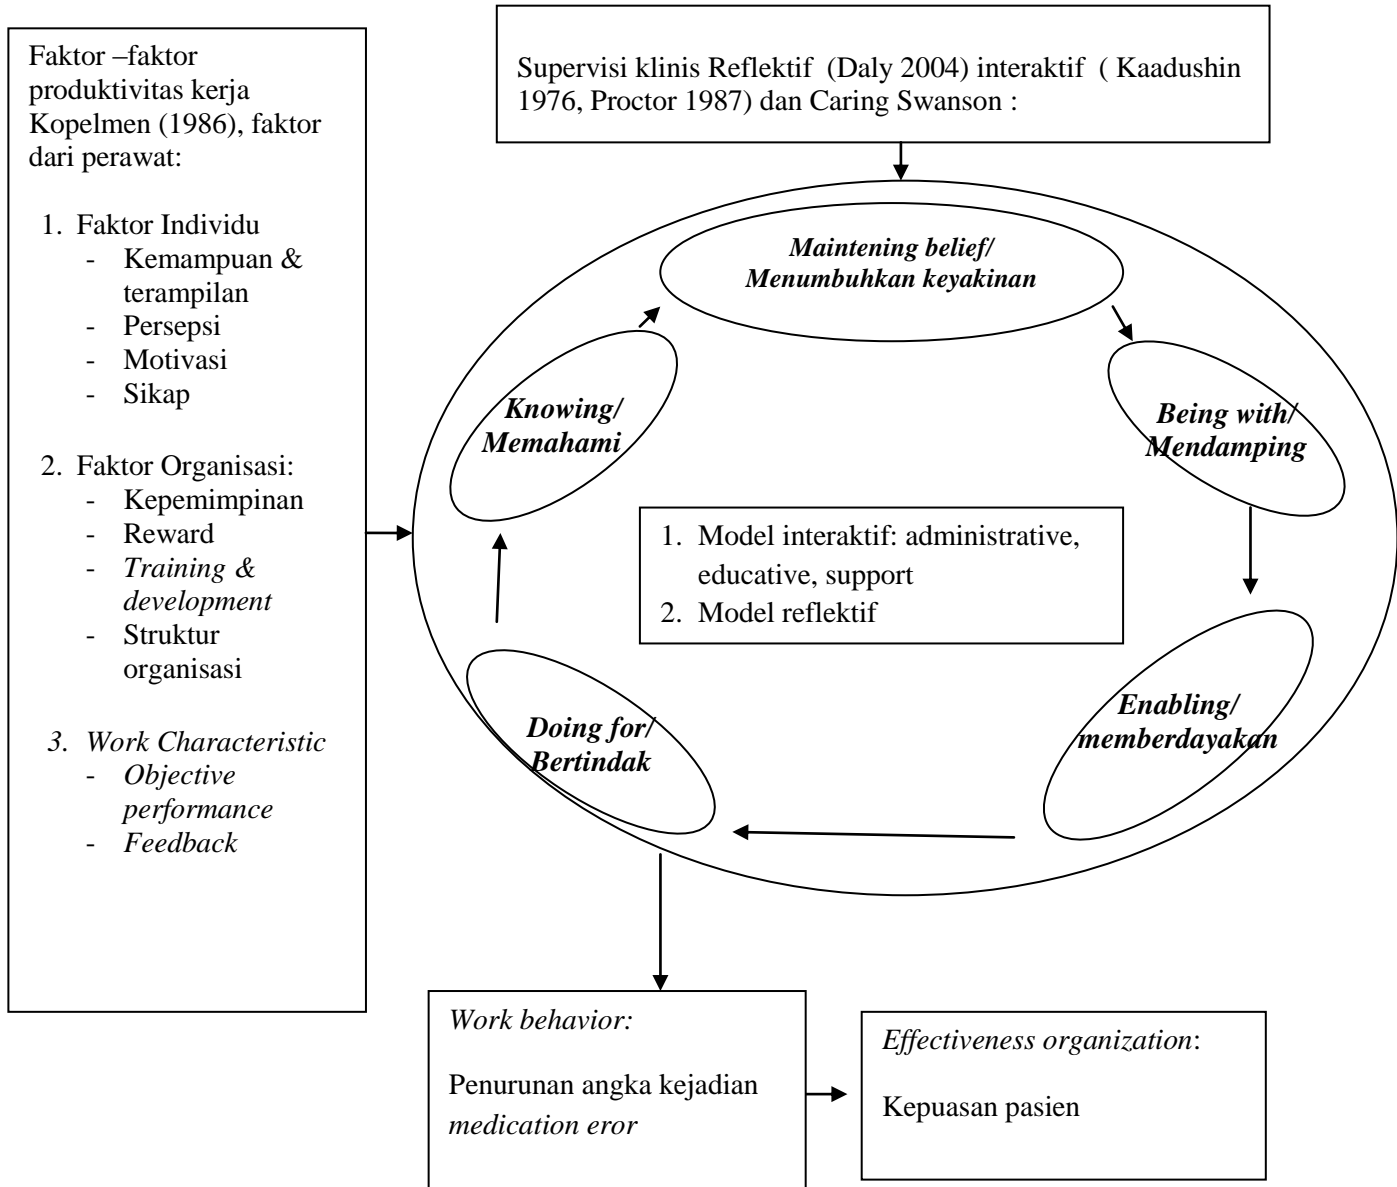 Faktor –faktor
produktivitas kerja
Kopelmen (1986), faktor
dari perawat:
1. Faktor Individu
- Kemampuan &
terampilan
- Persepsi
- Motivasi
- Sikap
2. Faktor Organisasi:
- Kepemimpinan
- Reward
- Training &
development
- Struktur
organisasi
3. Work Characteristic
- Objective
performance
- Feedback
Supervisi klinis Reflektif (Daly 2004) interaktif ( Kaadushin
1976, Proctor 1987) dan Caring Swanson :
Maintening belief/
Menumbuhkan keyakinan
Being with/
Mendamping
Enabling/
memberdayakan
Doing for/
Bertindak
Knowing/
Memahami
1. Model interaktif: administrative,
educative, support
2. Model reflektif
Work behavior:
Penurunan angka kejadian
medication eror
Effectiveness organization:
Kepuasan pasien